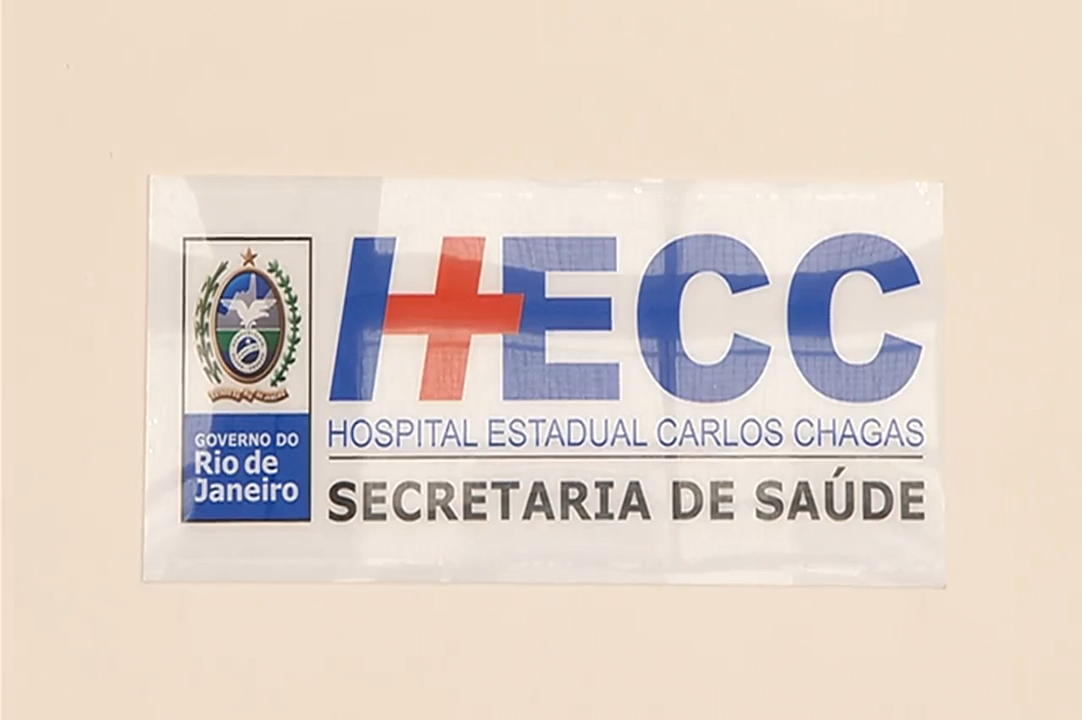 HECC
HOSPITAL ESTADUAL CARLOS CHAGAS
SECRETARIA DE SAÚDE
GOVERNO DO
Rio de
Janeiro